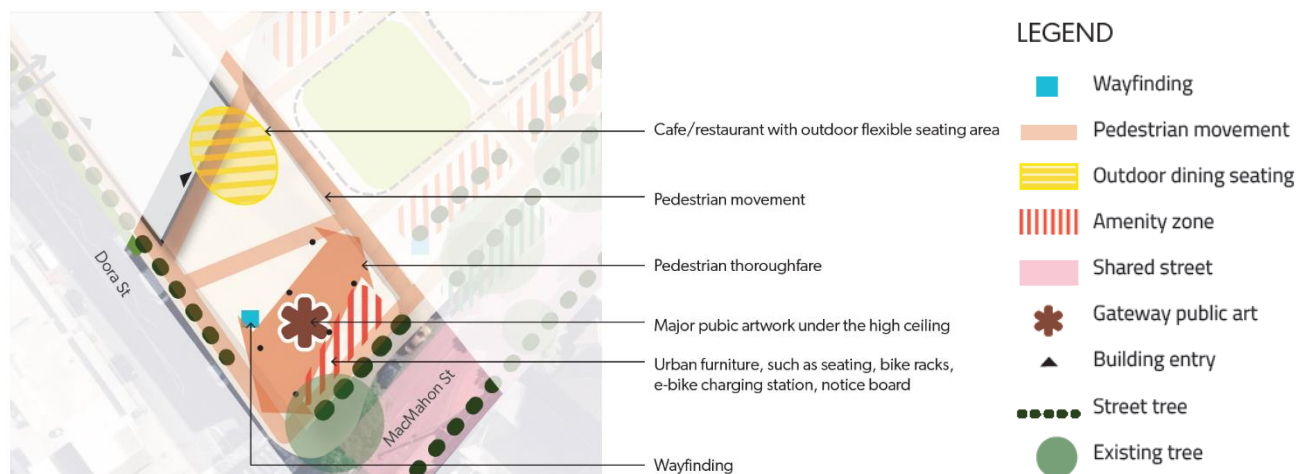 Cafe/restaurant with outdoor flexible seating area
Pedestrian movement
Pedestrian thoroughfare
Major pubic artwork under the high ceiling
Urban furniture, such as seating, bike racks,
e-bike charging station, notice board
Wayfinding
Dora St
MacMahon St
LEGEND
Wayfinding
Pedestrian movement
Outdoor dining seating
Amenity zone
Shared street
Gateway public art
Building entry
Street tree
Existing tree